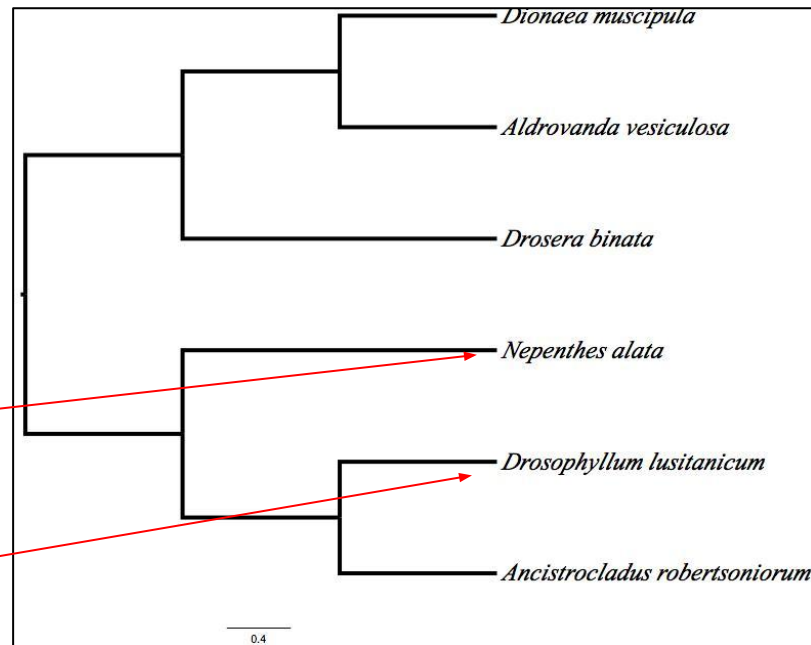 Dionaea muscipula
Aldrovanda vesiculosa
Drosera binata
Nepenthes alata
Drosophyllum lusitanicum
Ancistrocladus robertsoniorum
0.4